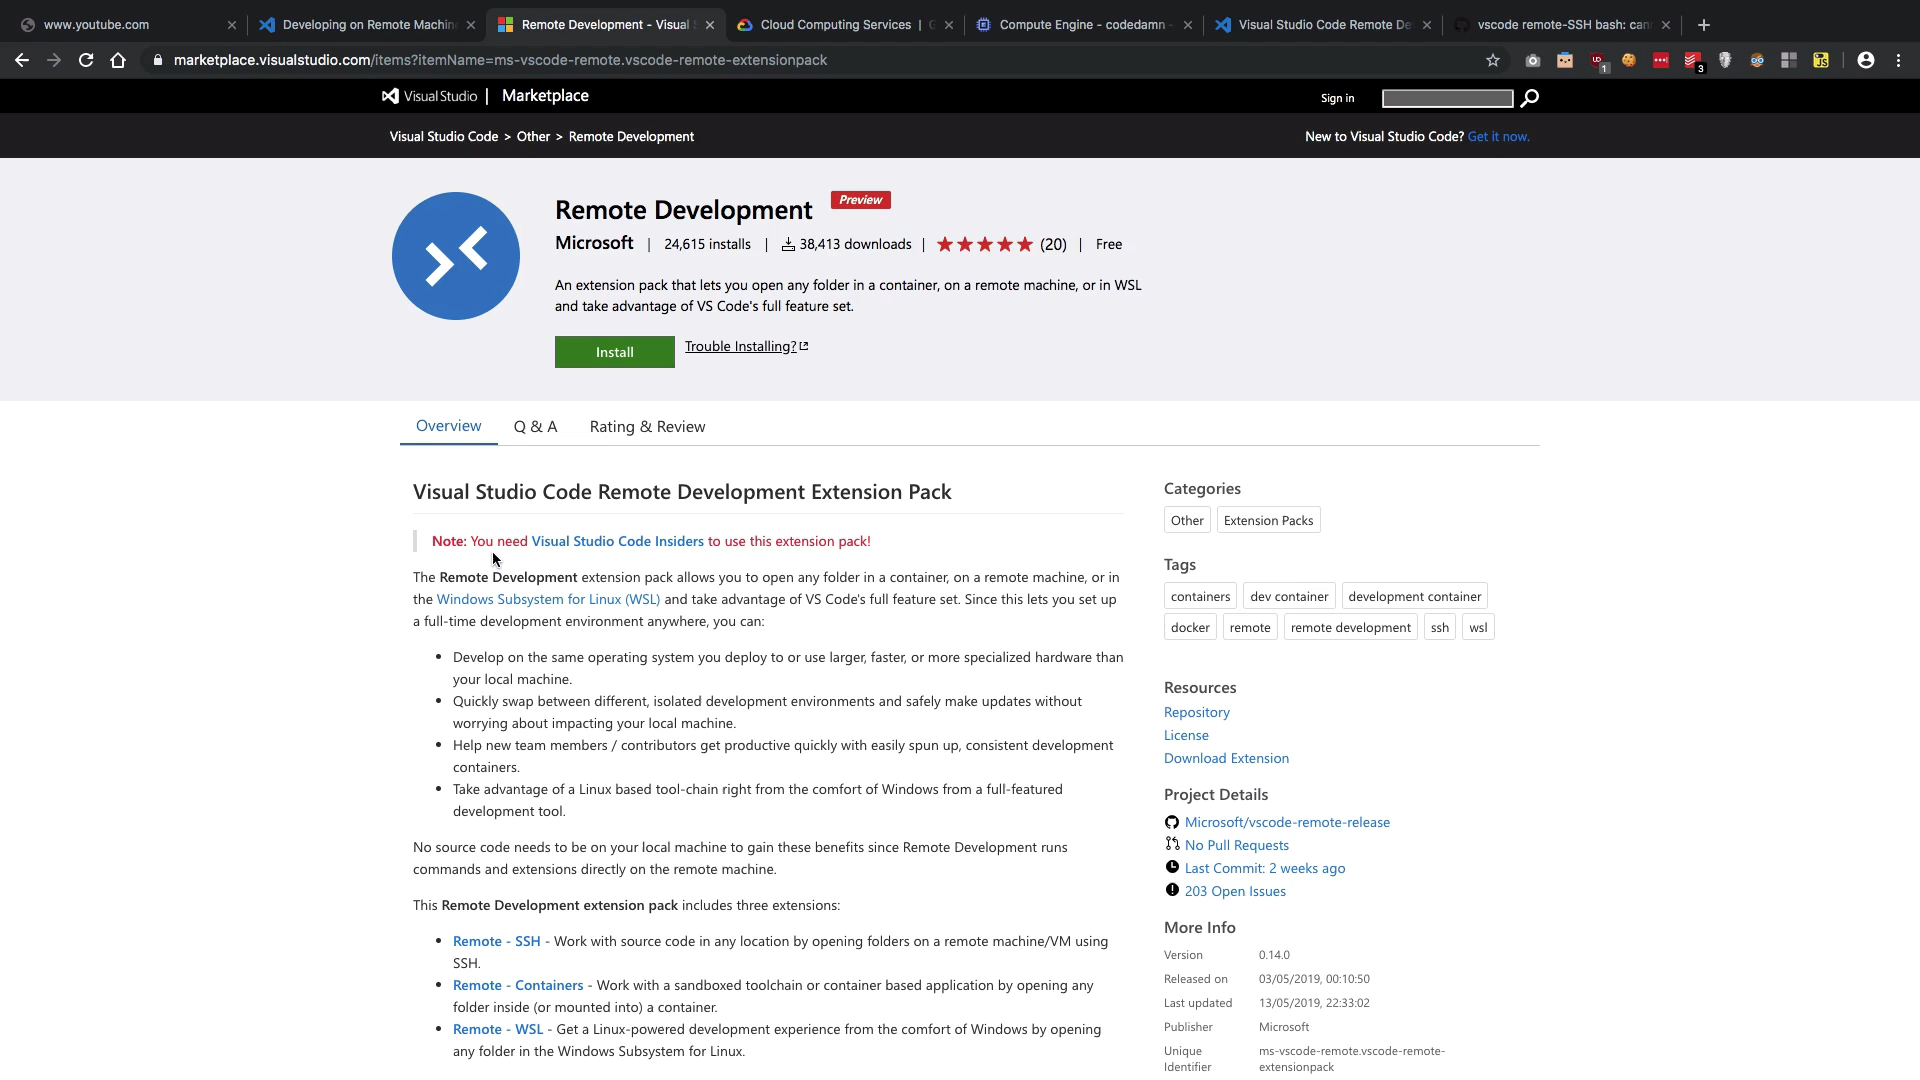 www.youtube.com
Developing on Remote Machin
Remote Development - Visual S
Cloud Computing Services | G
Compute Engine - codedamn -
Visual Studio Code Remote De
vscode remote-SSH bash: can
marketplace.visualstudio.com/items?itemName=ms-vscode-remote.vscode-remote-extensionpack
1
3
JS
Visual Studio | Marketplace
Sign in
Visual Studio Code > Other > Remote Development
New to Visual Studio Code? Get it now.
Remote Development Preview
Microsoft | 24,615 installs | 38,413 downloads | ★★★★★ (20) | Free
An extension pack that lets you open any folder in a container, on a remote machine, or in WSL
and take advantage of VS Code's full feature set.
Install
Trouble Installing?
Overview
Q & A
Rating & Review
Visual Studio Code Remote Development Extension Pack
Note: You need Visual Studio Code Insiders to use this extension pack!
The Remote Development extension pack allows you to open any folder in a container, on a remote machine, or in
the Windows Subsystem for Linux (WSL) and take advantage of VS Code's full feature set. Since this lets you set up
a full-time development environment anywhere, you can:
• Develop on the same operating system you deploy to or use larger, faster, or more specialized hardware than
your local machine.
• Quickly swap between different, isolated development environments and safely make updates without
worrying about impacting your local machine.
• Help new team members / contributors get productive quickly with easily spun up, consistent development
containers.
• Take advantage of a Linux based tool-chain right from the comfort of Windows from a full-featured
development tool.
No source code needs to be on your local machine to gain these benefits since Remote Development runs
commands and extensions directly on the remote machine.
This Remote Development extension pack includes three extensions:
• Remote - SSH - Work with source code in any location by opening folders on a remote machine/VM using
SSH.
• Remote - Containers - Work with a sandboxed toolchain or container based application by opening any
folder inside (or mounted into) a container.
• Remote - WSL - Get a Linux-powered development experience from the comfort of Windows by opening
any folder in the Windows Subsystem for Linux.
Categories
Other
Extension Packs
Tags
containers
dev container
development container
docker
remote
remote development
ssh
wsl
Resources
Repository
License
Download Extension
Project Details
Microsoft/vscode-remote-release
No Pull Requests
Last Commit: 2 weeks ago
203 Open Issues
More Info
Version 0.14.0
Released on 03/05/2019, 00:10:50
Last updated 13/05/2019, 22:33:02
Publisher Microsoft
Unique ms-vscode-remote.vscode-remote-
Identifier extensionpack